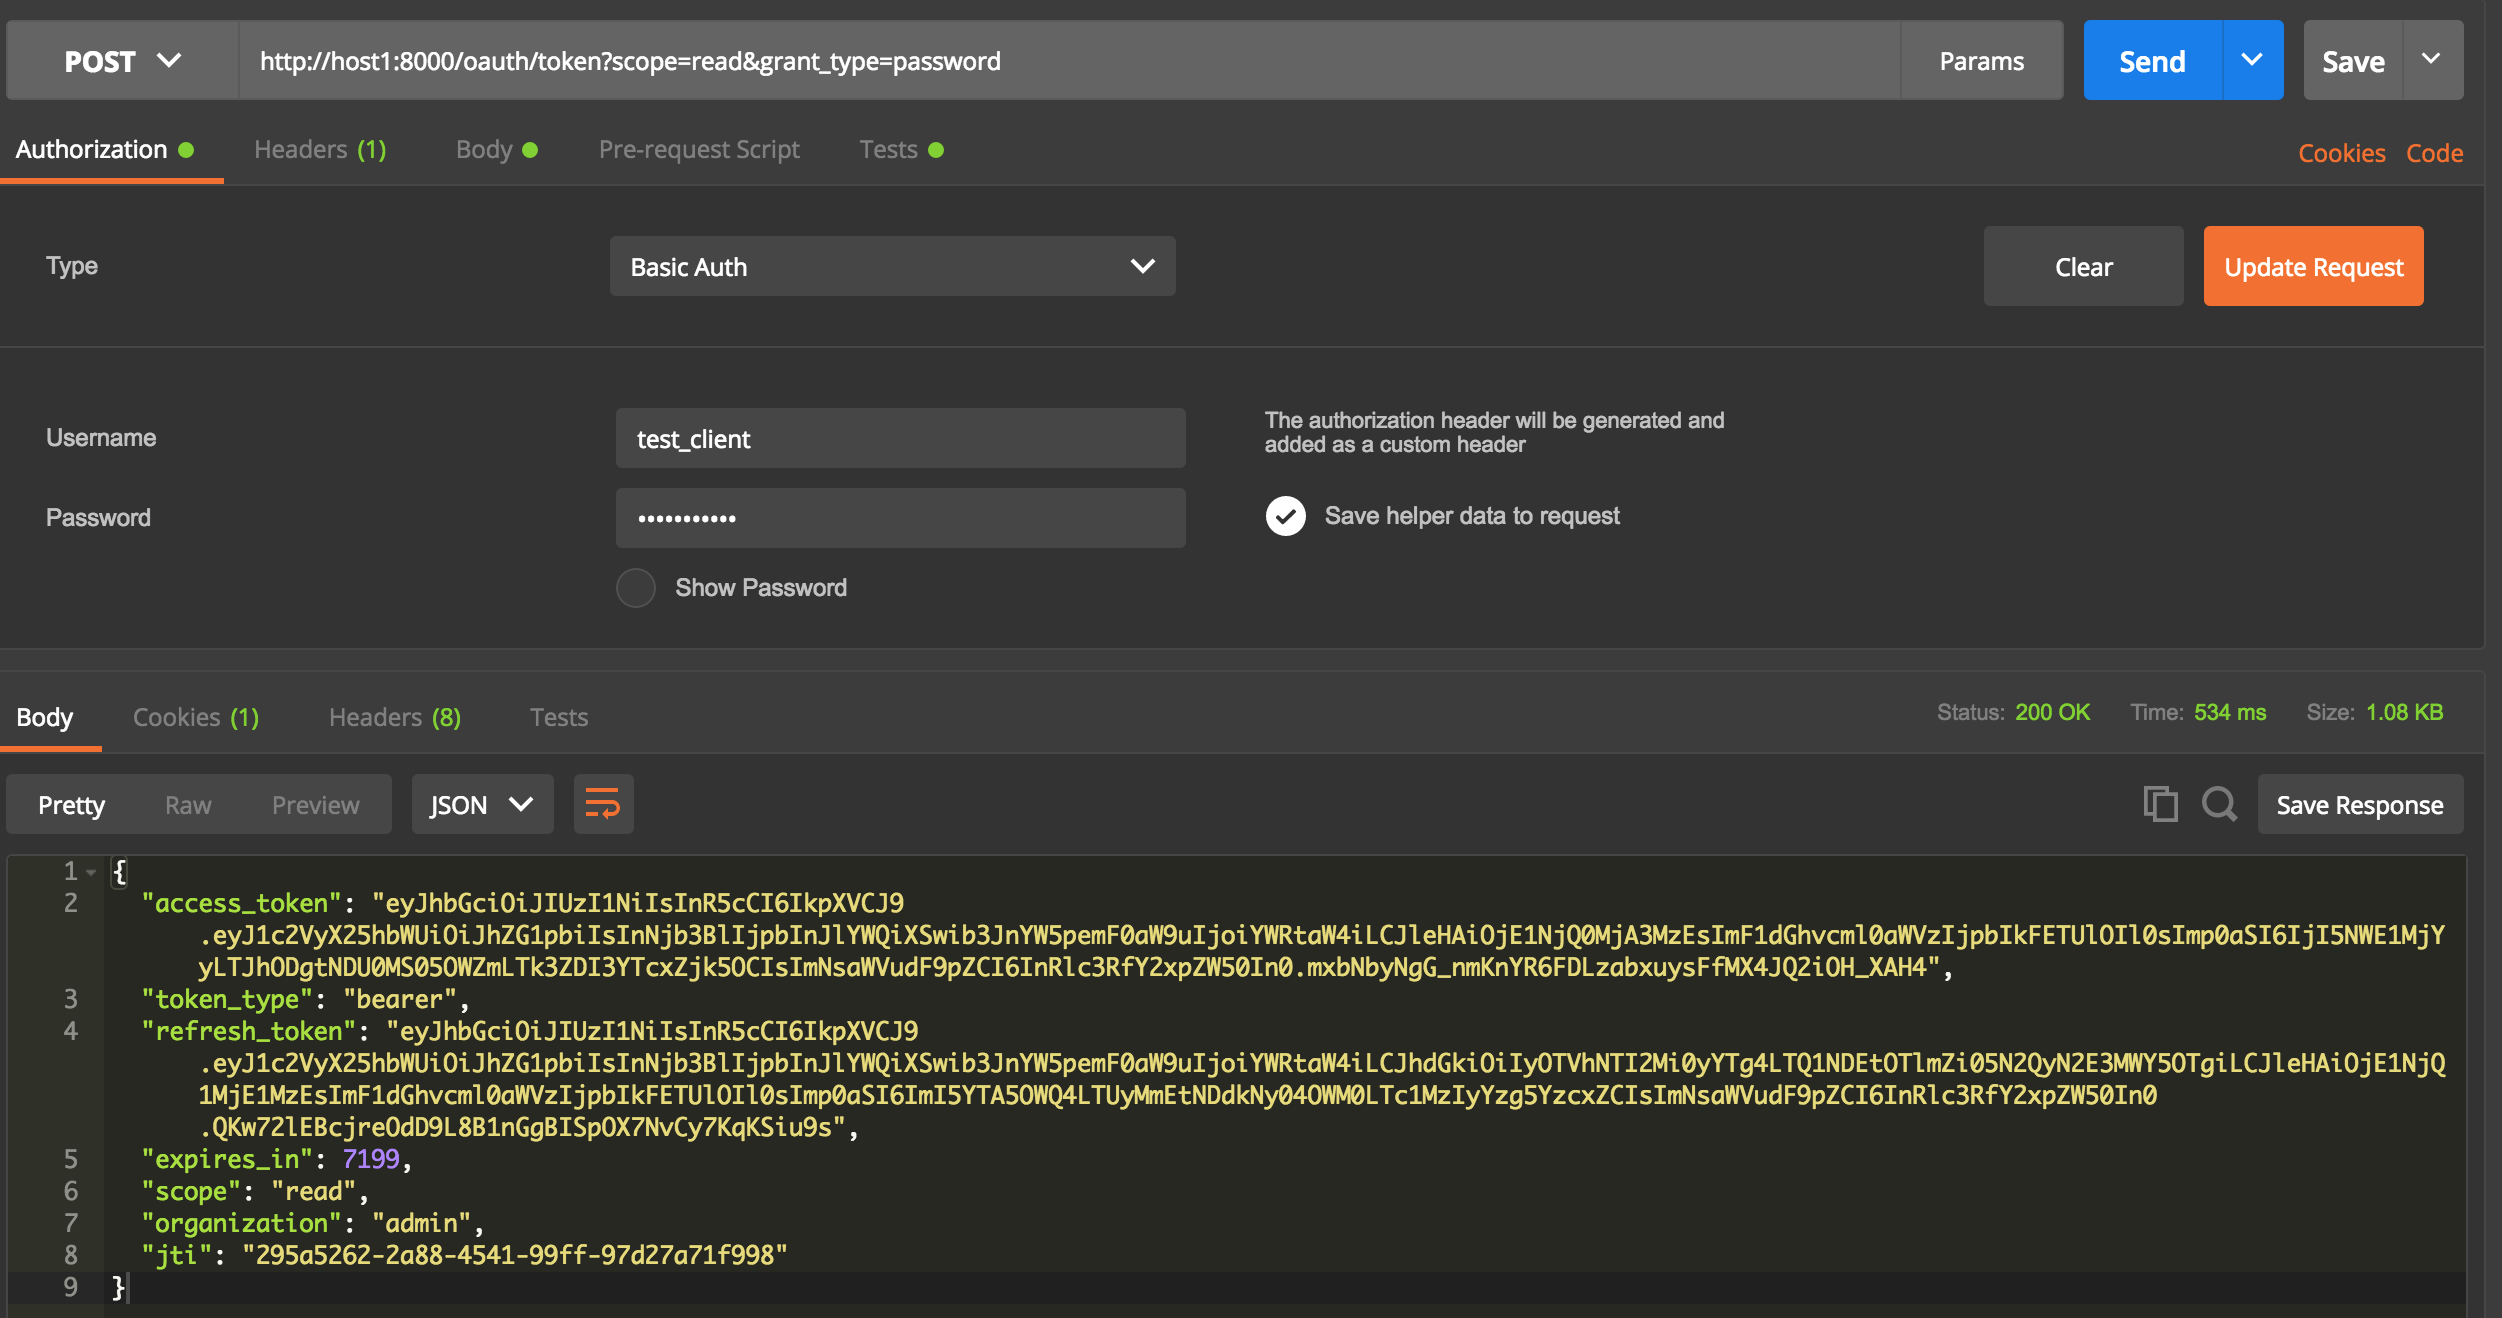 POST
http://host1:8000/oauth/token?scope=read&grant_type=password
Params
Send
Save
Authorization
Headers (1)
Body
Pre-request Script
Tests
Cookies
Code
Type
Basic Auth
Clear
Update Request
Username
test_client
The authorization header will be generated and
added as a custom header
Password
•••••••••••
Save helper data to request
Show Password
Body
Cookies (1)
Headers (8)
Tests
Status: 200 OK
Time: 534 ms
Size: 1.08 KB
Pretty
Raw
Preview
JSON
Save Response
1 {
2 "access_token": "eyJhbGciOiJIUzI1NiIsInR5cCI6IkpXVCJ9
.eyJ1c2VyX25hbWUiOiJhZG1pbiIsInNjb3BlIjpbInJlYWQiXSwib3JnYW5pemF0aW9uIjoiYWRtaW4iLCJleHAiOjE1NjQ0MjA3MzEsImF1dGhvcml0aWVzIjpbIkFETUlOIl0sImp0aSI6IjI5NWE1MjY
yLTJhODgtNDU0MS05OWZmLTk3ZDI3YTcxZjk5OCIsImNsaWVudF9pZCI6InRlc3RfY2xpZW50In0.mxbNbyNgG_nmKnYR6FDLzabxuysFfMX4JQ2iOH_XAH4",
3 "token_type": "bearer",
4 "refresh_token": "eyJhbGciOiJIUzI1NiIsInR5cCI6IkpXVCJ9
.eyJ1c2VyX25hbWUiOiJhZG1pbiIsInNjb3BlIjpbInJlYWQiXSwib3JnYW5pemF0aW9uIjoiYWRtaW4iLCJhdGkiOiIyOTVhNTI2Mi0yYTg4LTQ1NDEtOTlmZi05N2QyN2E3MWY5OTgiLCJleHAiOjE1NjQ
1MjE1MzEsImF1dGhvcml0aWVzIjpbIkFETUlOIl0sImp0aSI6ImI5YTA5OWQ4LTUyMmEtNDdkNy04OWM0LTc1MzIyYzg5YzcxZCIsImNsaWVudF9pZCI6InRlc3RfY2xpZW50In0
.QKw72lEBcjreOdD9L8B1nGgBISpOX7NvCy7KqKSiu9s",
5 "expires_in": 7199,
6 "scope": "read",
7 "organization": "admin",
8 "jti": "295a5262-2a88-4541-99ff-97d27a71f998"
9 }